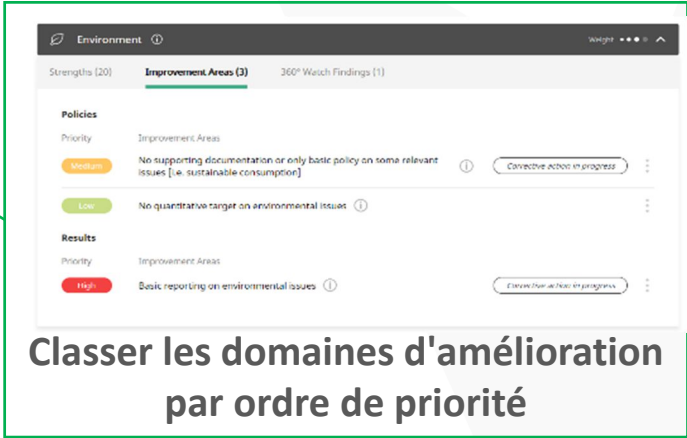 Environment
Weight
Strengths (20) Improvement Areas (3) 360° Watch Findings (1)
Policies
Priority Improvement Areas
Medium No supporting documentation or only basic policy on some relevant
issues [i.e. sustainable consumption] Corrective action in progress
Low No quantitative target on environmental issues
Results
Priority Improvement Areas
High Basic reporting on environmental issues Corrective action in progress
Classer les domaines d'amélioration
par ordre de priorité